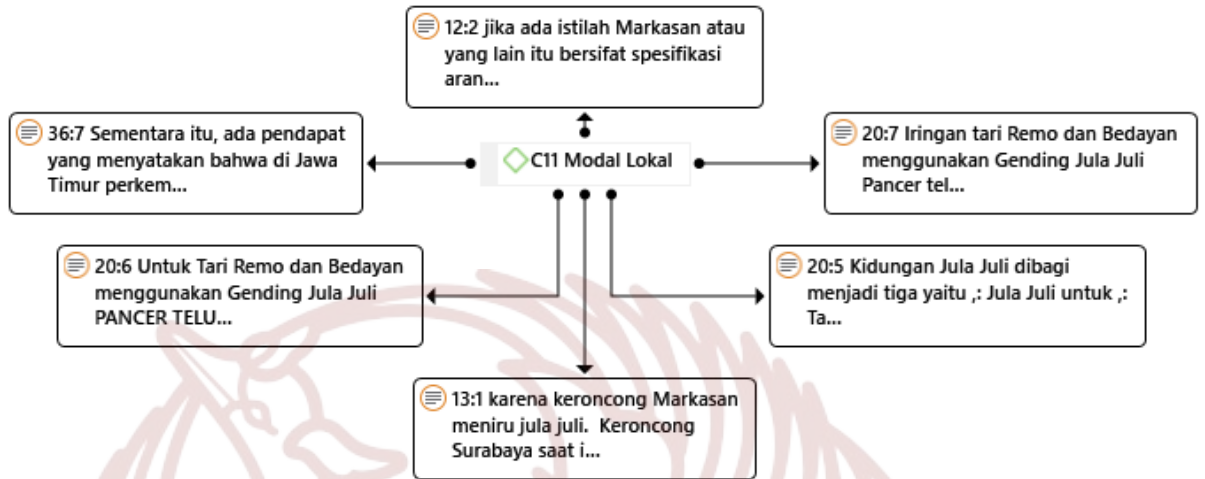 12:2 jika ada istilah Markasan atau
yang lain itu bersifat spesifikasi
aran...
36:7 Sementara itu, ada pendapat
yang menyatakan bahwa di Jawa
Timur perkem...
C11 Modal Lokal
20:7 Iringan tari Remo dan Bedayan
menggunakan Gending Jula Juli
Pancer tel...
20:6 Untuk Tari Remo dan Bedayan
menggunakan Gending Jula Juli
PANCER TELU...
20:5 Kidungan Jula Juli dibagi
menjadi tiga yaitu ,: Jula Juli untuk ,:
Ta...
13:1 karena keroncong Markasan
meniru jula juli.  Keroncong
Surabaya saat i...